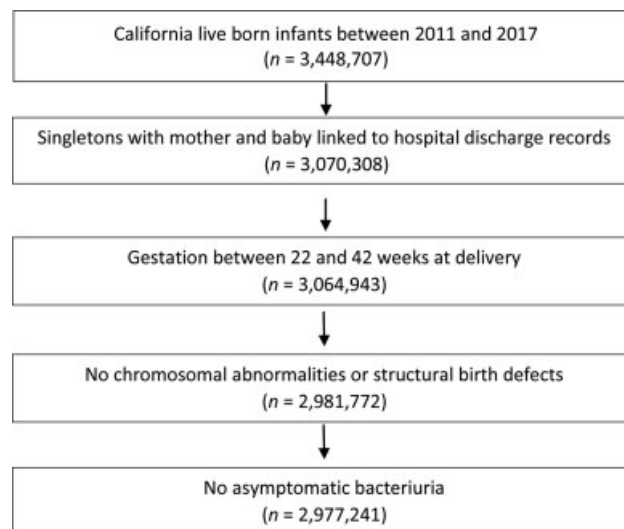 California live born infants between 2011 and 2017
(n = 3,448,707)
Singletons with mother and baby linked to hospital discharge records
(n = 3,070,308)
Gestation between 22 and 42 weeks at delivery
(n = 3,064,943)
No chromosomal abnormalities or structural birth defects
(n = 2,981,772)
No asymptomatic bacteriuria
(n = 2,977,241)